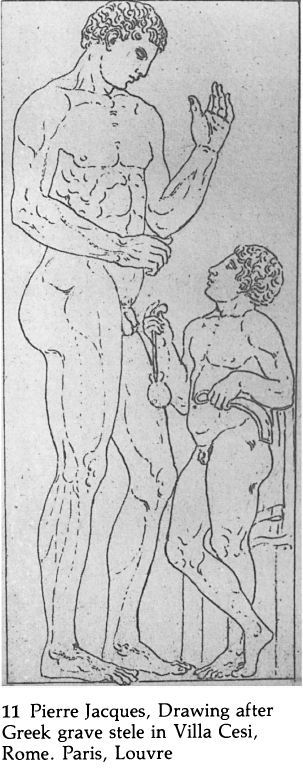 11 Pierre Jacques, Drawing after
Greek grave stele in Villa Cesi,
Rome. Paris, Louvre